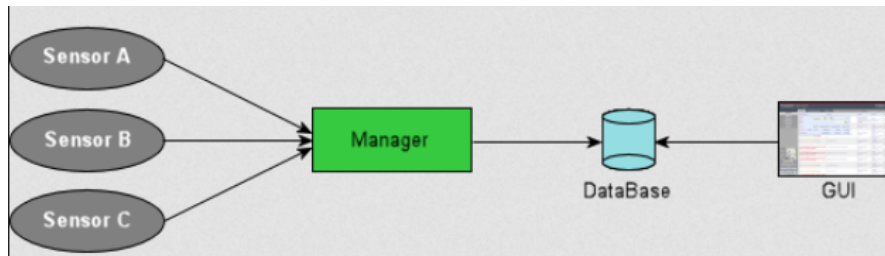 Sensor A
Sensor B
Sensor C
Manager
DataBase
GUI